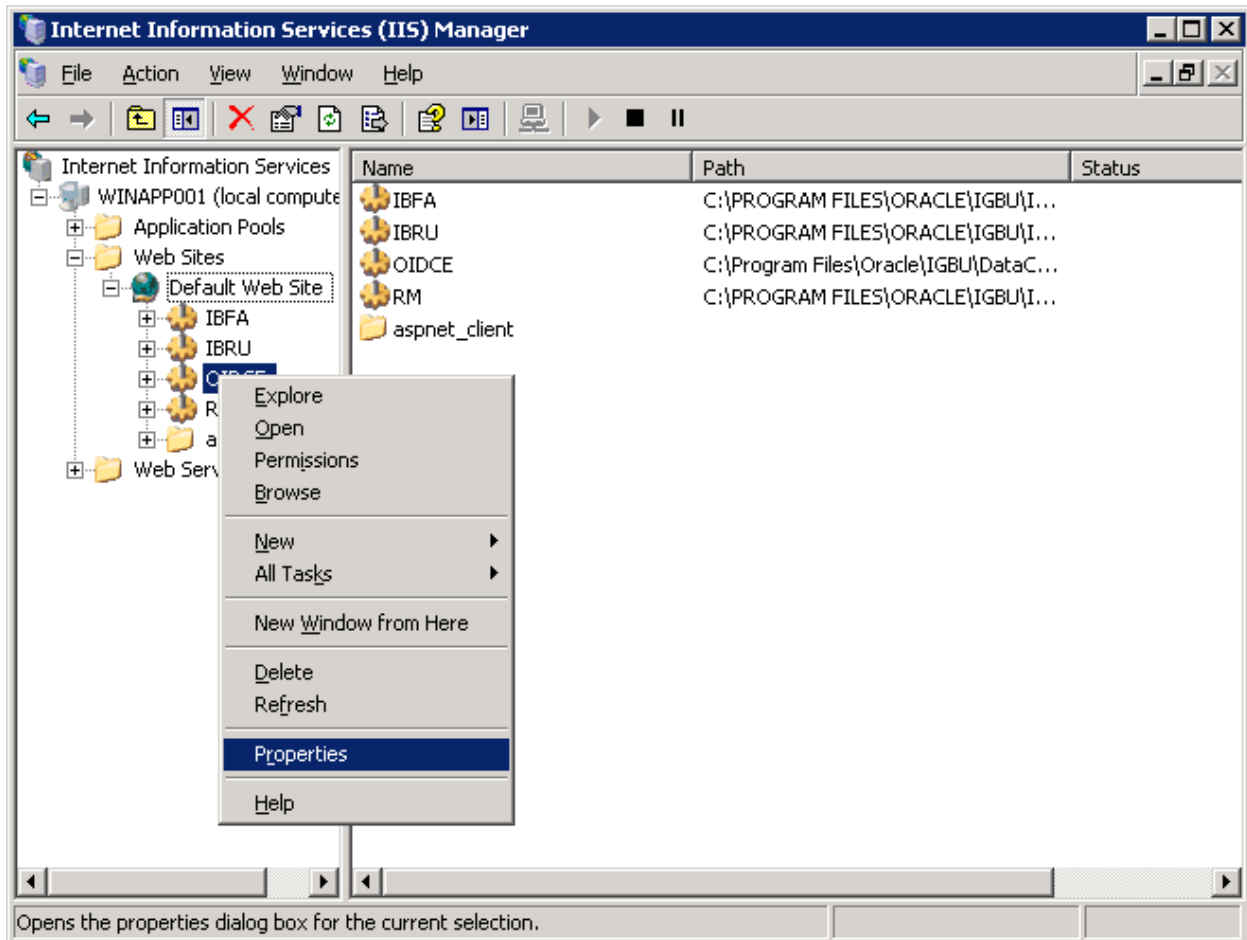 Internet Information Services (IIS) Manager
File Action View Window Help
Internet Information Services
WINAPP001 (local compute
Application Pools
Web Sites
Default Web Site
IBFA
IBRU
OIDCE
R
a
Web Serv
Name Path Status
IBFA C:\PROGRAM FILES\ORACLE\IGBU\I...
IBRU C:\PROGRAM FILES\ORACLE\IGBU\I...
OIDCE C:\Program Files\Oracle\IGBU\DataC...
RM C:\PROGRAM FILES\ORACLE\IGBU\I...
aspnet_client
Explore
Open
Permissions
Browse
New
All Tasks
New Window from Here
Delete
Refresh
Properties
Help
Opens the properties dialog box for the current selection.